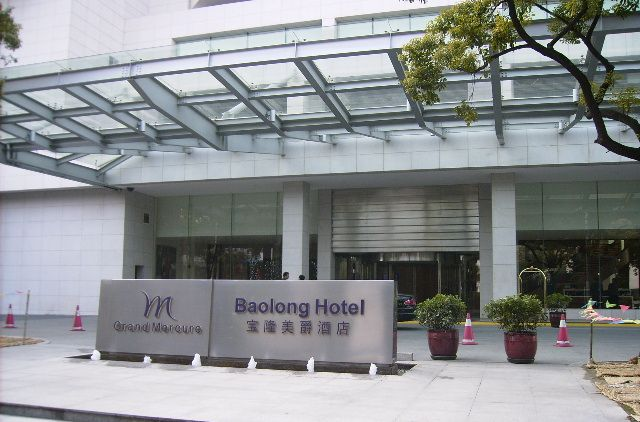 m
Grand Mercure
Baolong Hotel
宝隆美爵酒店